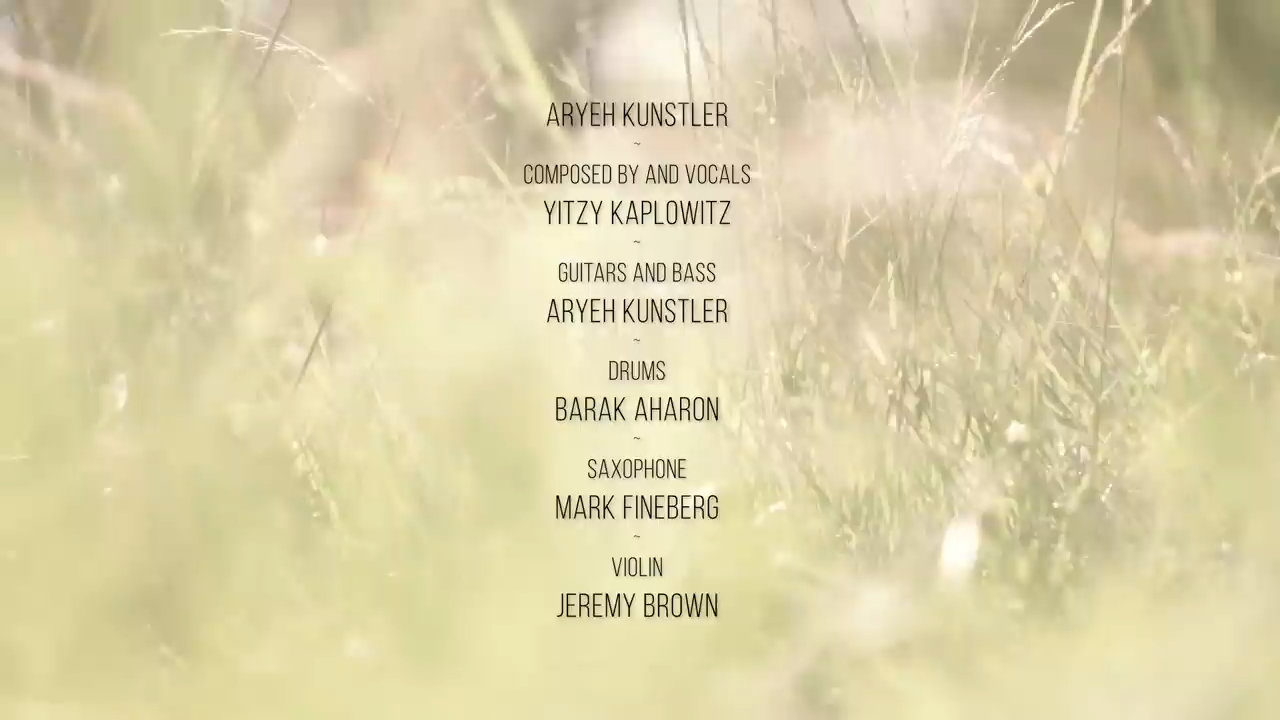 ARYEH KUNSTLER
~
COMPOSED BY AND VOCALS
YITZY KAPLOWITZ
~
GUITARS AND BASS
ARYEH KUNSTLER
~
DRUMS
BARAK AHARON
~
SAXOPHONE
MARK FINEBERG
~
VIOLIN
JEREMY BROWN